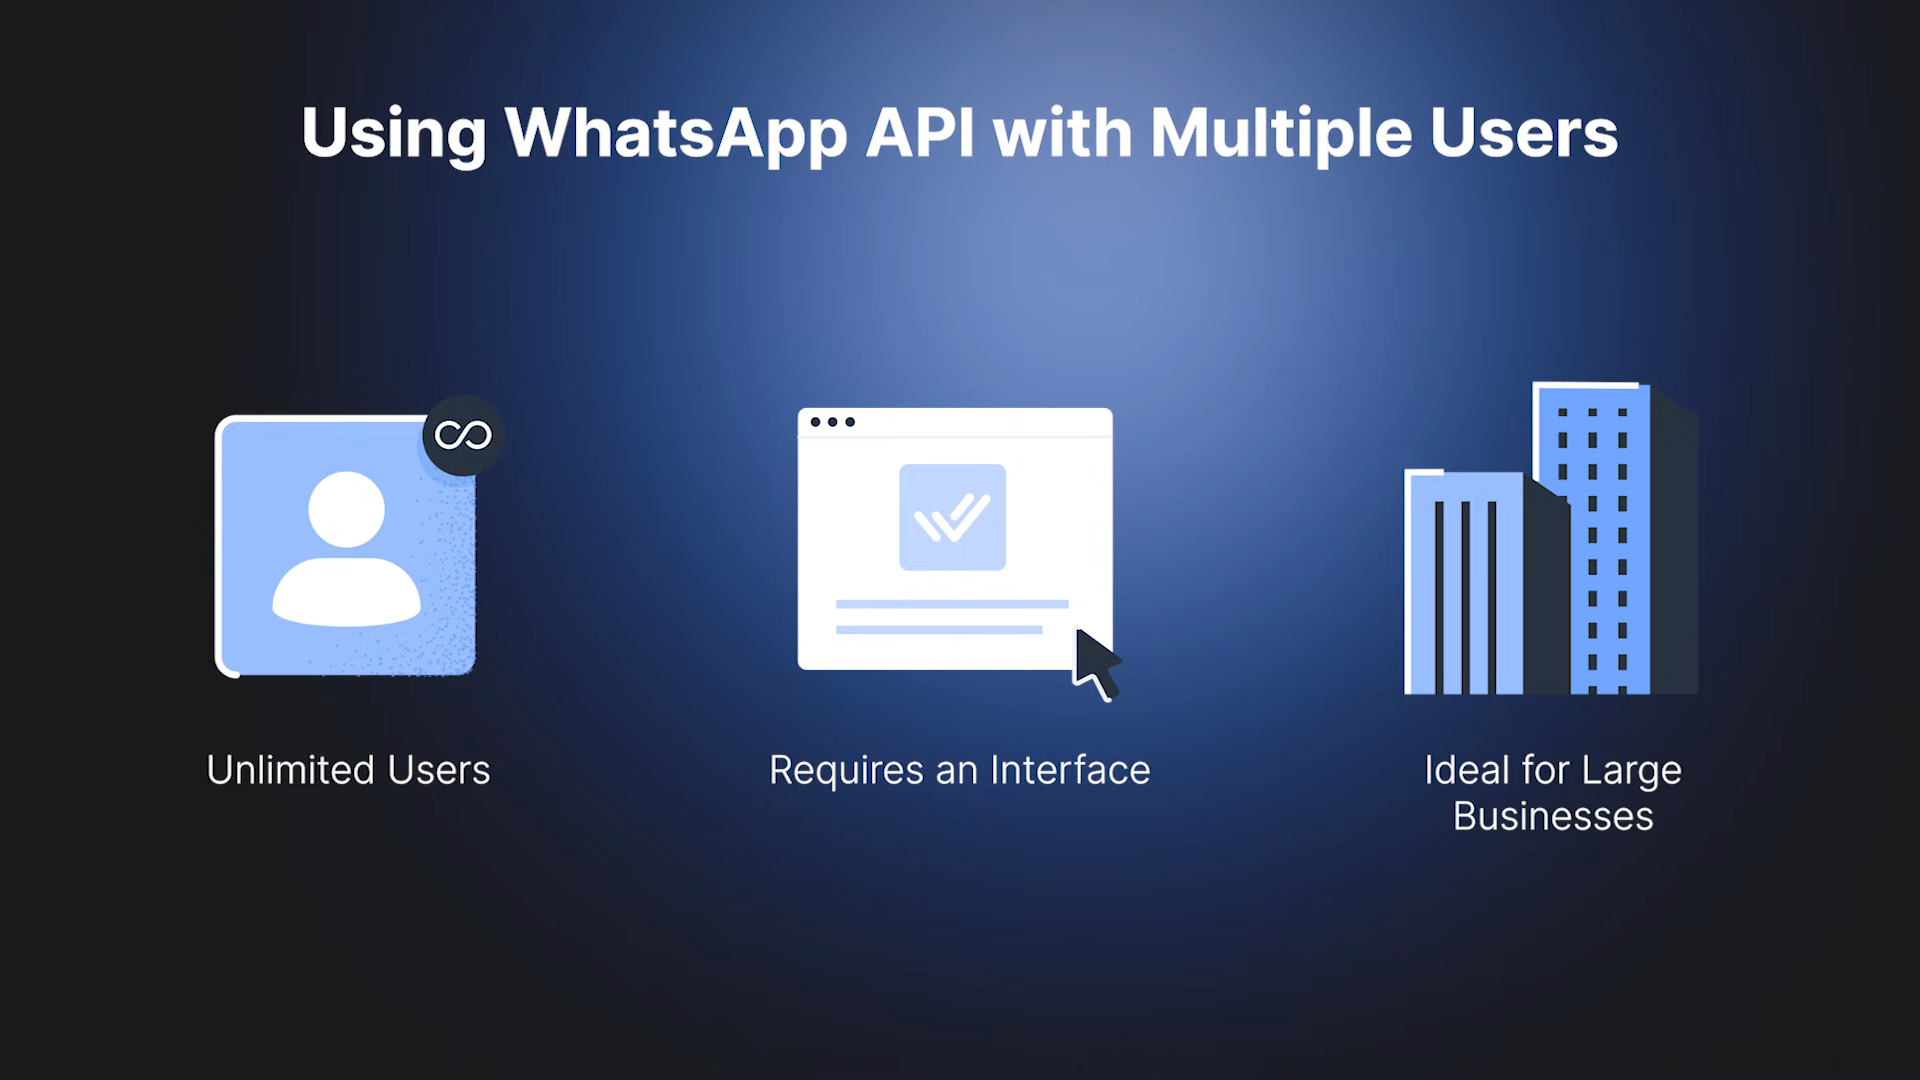 Using WhatsApp API with Multiple Users
Unlimited Users
Requires an Interface
Ideal for Large
Businesses